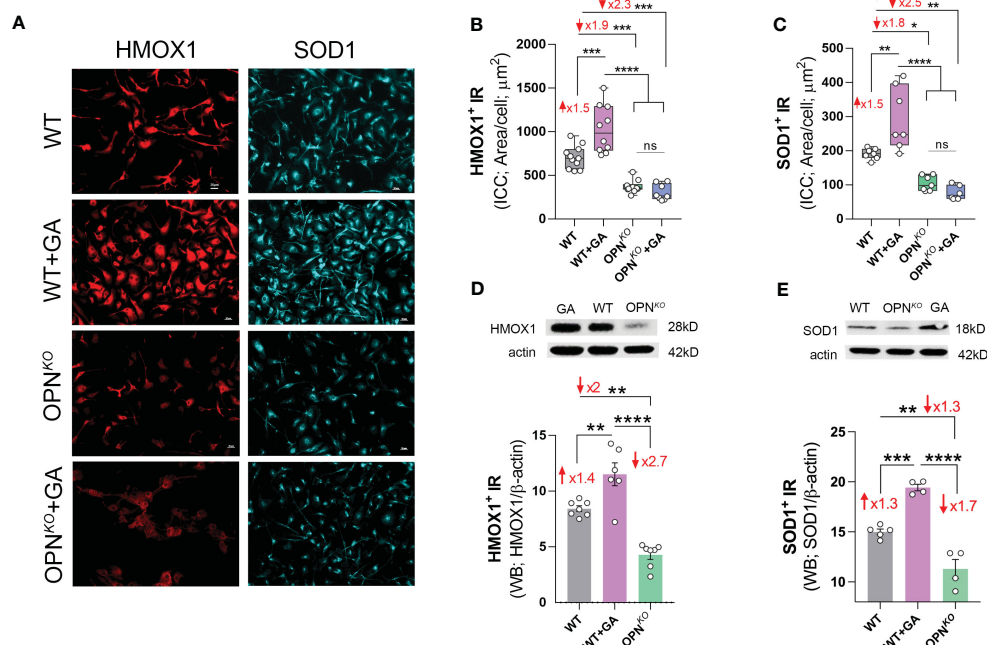 A
HMOX1
SOD1
WT
WT+GA
OPNKO
OPNKO+GA
B
x2.3
***
x1.9
***
***
****
x1.5
ns
2000
1500
1000
500
0
HMOX1+ IR
(ICC; Area/cell; μm2)
WT
WT+GA
OPNKO
OPNKO+GA
C
x2.5
**
x1.8
*
**
****
x1.5
ns
500
400
300
200
100
0
SOD1+ IR
(ICC; Area/cell; μm2)
WT
WT+GA
OPNKO
OPNKO+GA
D
GA WT OPNKO
HMOX1 28kD
actin 42kD
x2
**
****
**
x2.7
x1.4
15
10
5
0
HMOX1+ IR
(WB; HMOX1/β-actin)
WT
WT+GA
OPNKO
E
WT OPNKO GA
SOD1 18kD
actin 42kD
**
x1.3
***
****
x1.3
x1.7
25
20
15
10
SOD1+ IR
(WB; SOD1/β-actin)
WT
WT+GA
OPNKO